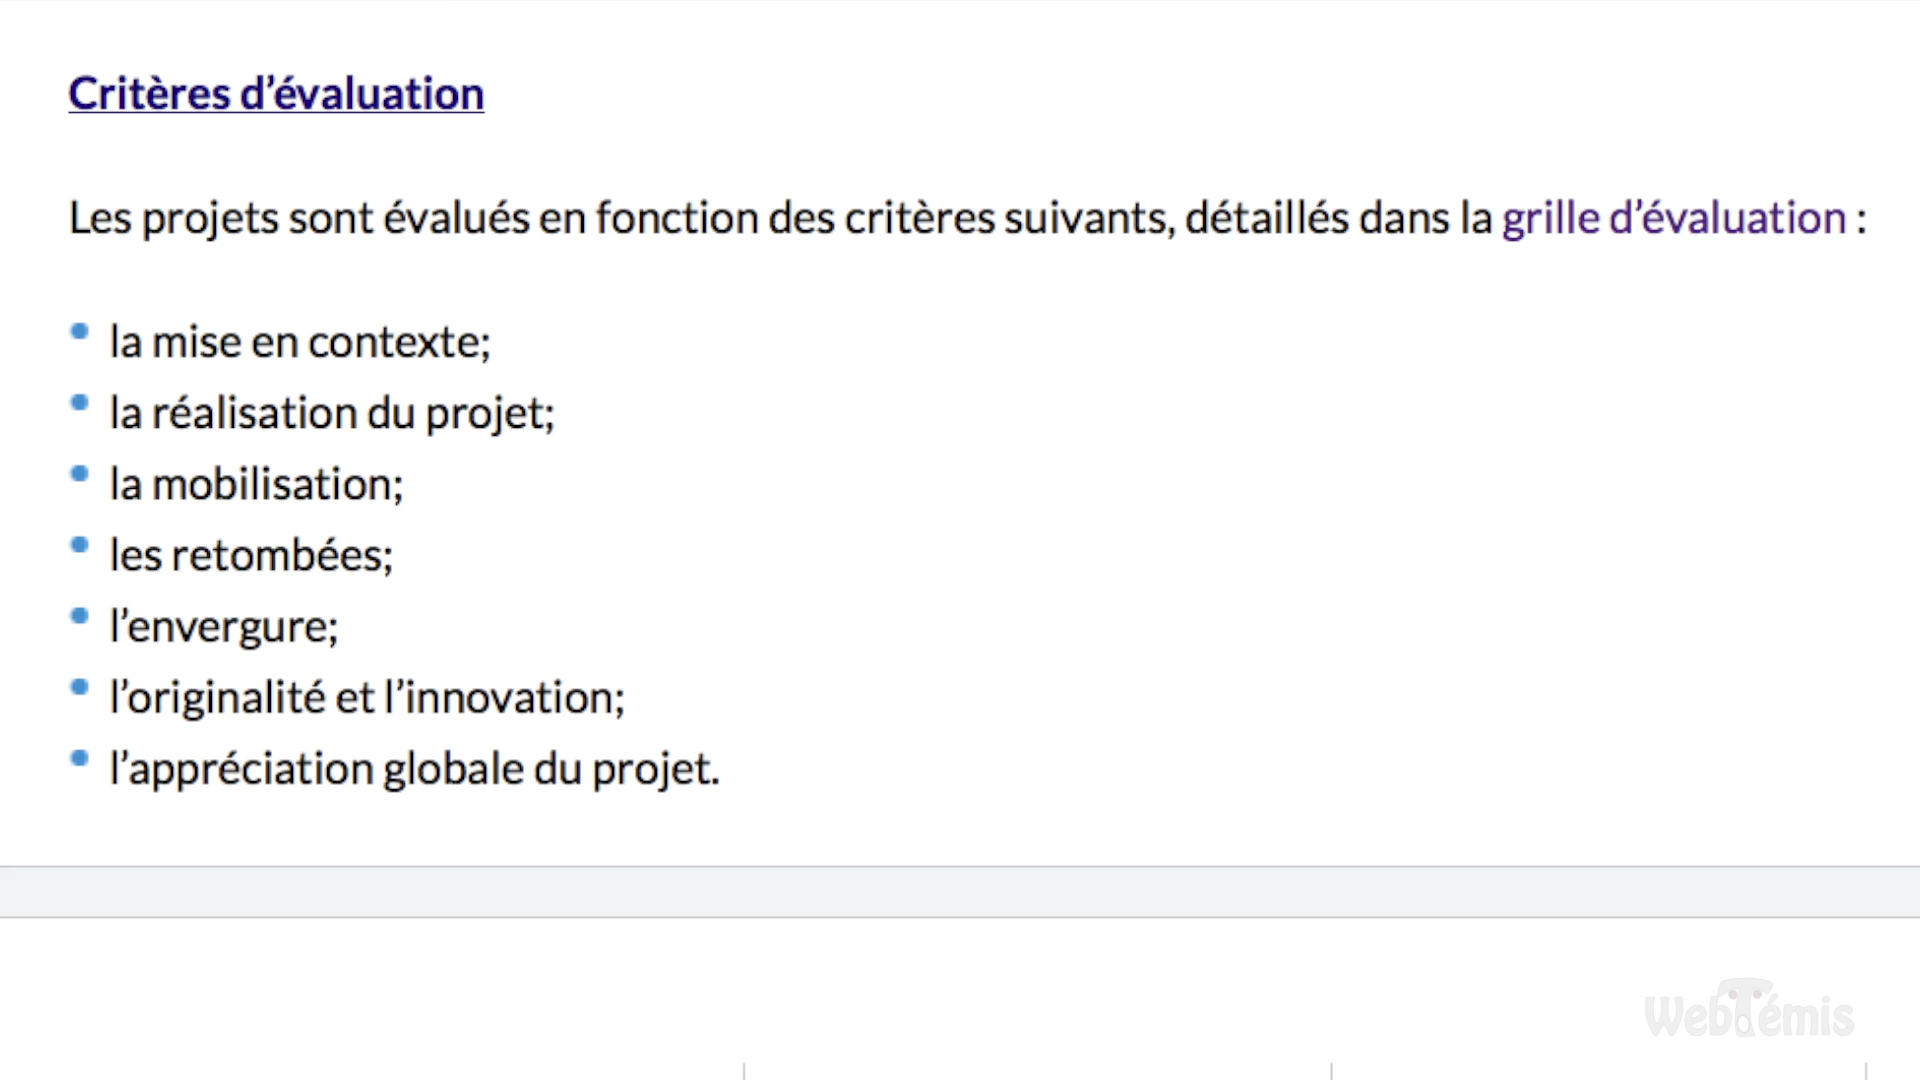 Critères d’évaluation
Les projets sont évalués en fonction des critères suivants, détaillés dans la grille d’évaluation :
• la mise en contexte;
• la réalisation du projet;
• la mobilisation;
• les retombées;
• l’envergure;
• l’originalité et l’innovation;
• l’appréciation globale du projet.
WebTémis